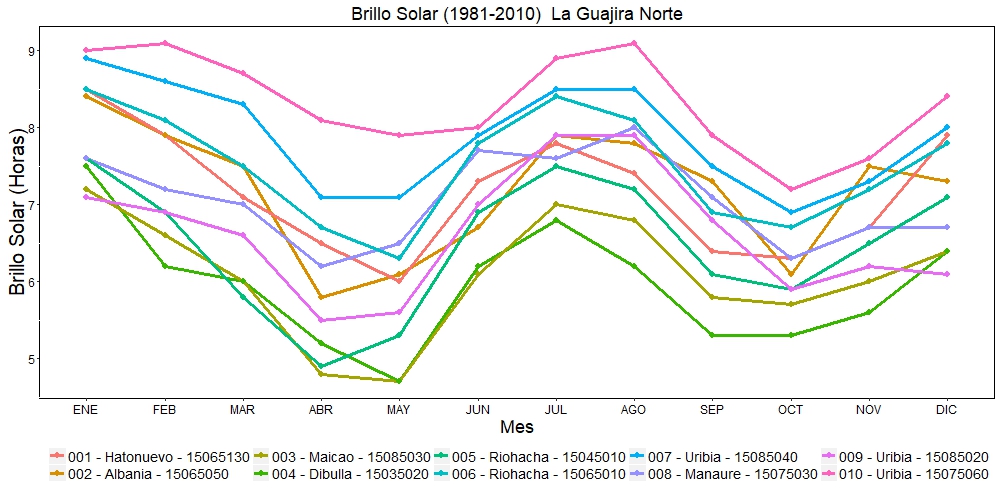 Brillo Solar (1981-2010)  La Guajira Norte
Brillo Solar (Horas)
9
8
7
6
5
ENE FEB MAR ABR MAY JUN JUL AGO SEP OCT NOV DIC
Mes
001 - Hatonuevo - 15065130 003 - Maicao - 15085030 005 - Riohacha - 15045010 007 - Uribia - 15085040 009 - Uribia - 15085020
002 - Albania - 15065050 004 - Dibulla - 15035020 006 - Riohacha - 15065010 008 - Manaure - 15075030 010 - Uribia - 15075060